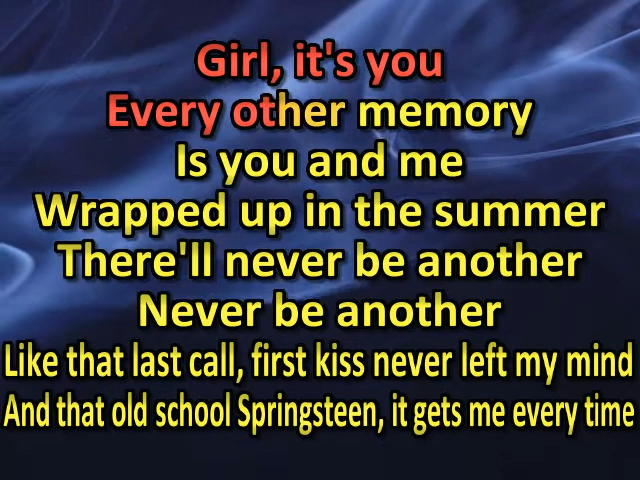 Girl, it's you
Every other memory
Is you and me
Wrapped up in the summer
There'll never be another
Never be another
Like that last call, first kiss never left my mind
And that old school Springsteen, it gets me every time